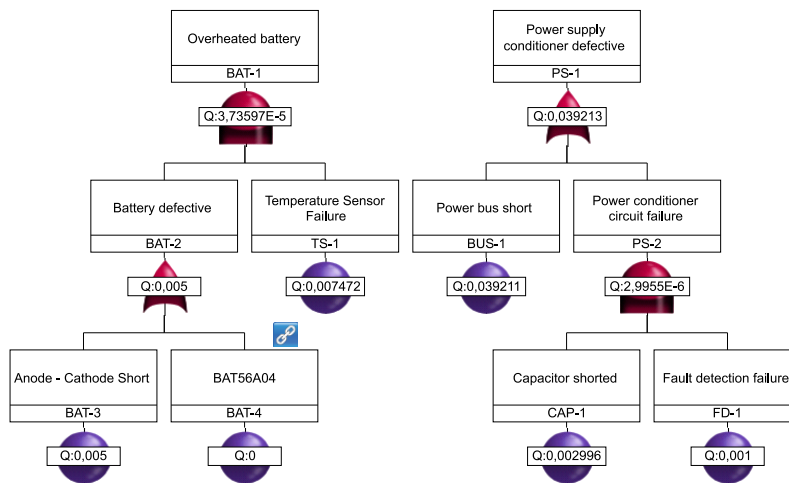 Overheated battery
BAT-1
Q:3,73597E-5
Power supply
conditioner defective
PS-1
Q:0,039213
Battery defective
BAT-2
Q:0,005
Temperature Sensor
Failure
TS-1
Q:0,007472
Power bus short
BUS-1
Q:0,039211
Power conditioner
circuit failure
PS-2
Q:2,9955E-6
Anode - Cathode Short
BAT-3
Q:0,005
BAT56A04
BAT-4
Q:0
Capacitor shorted
CAP-1
Q:0,002996
Fault detection failure
FD-1
Q:0,001